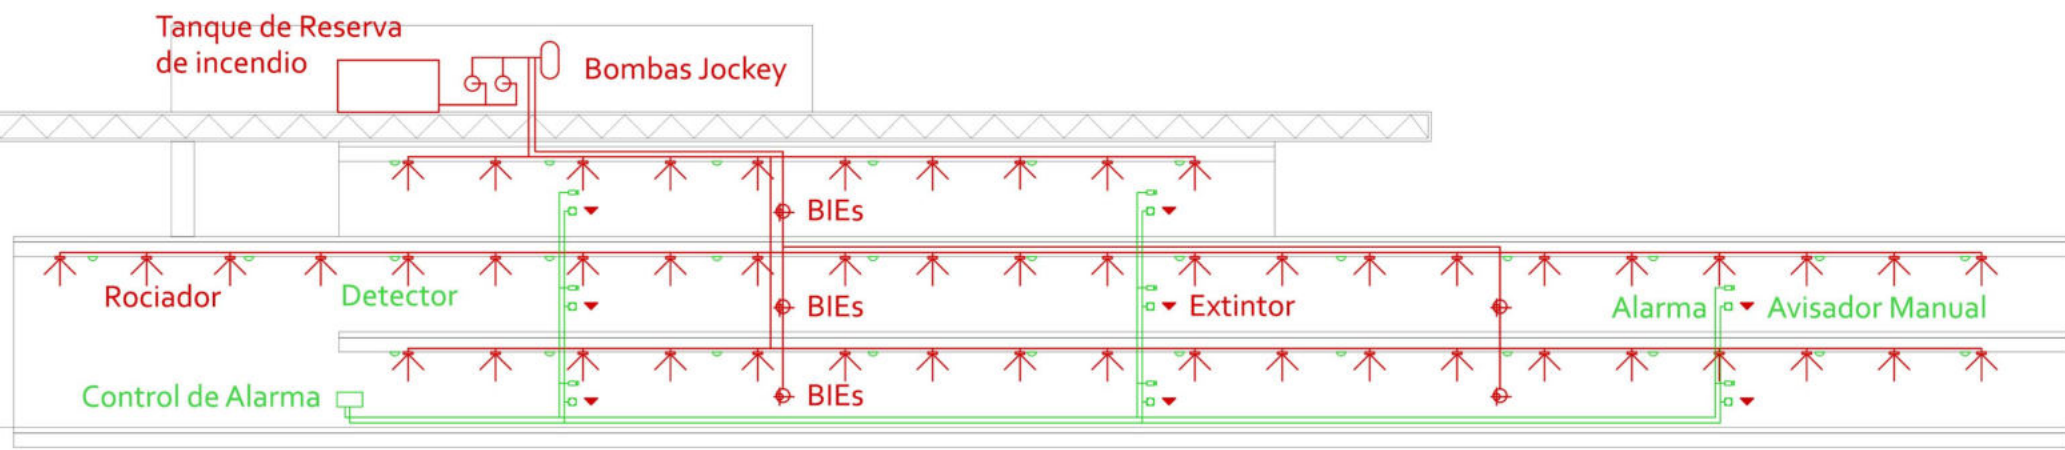 Tanque de Reserva
de incendio
Bombas Jockey
BIEs
Rociador
Detector
BIEs
Extintor
Alarma
Avisador Manual
Control de Alarma
BIEs